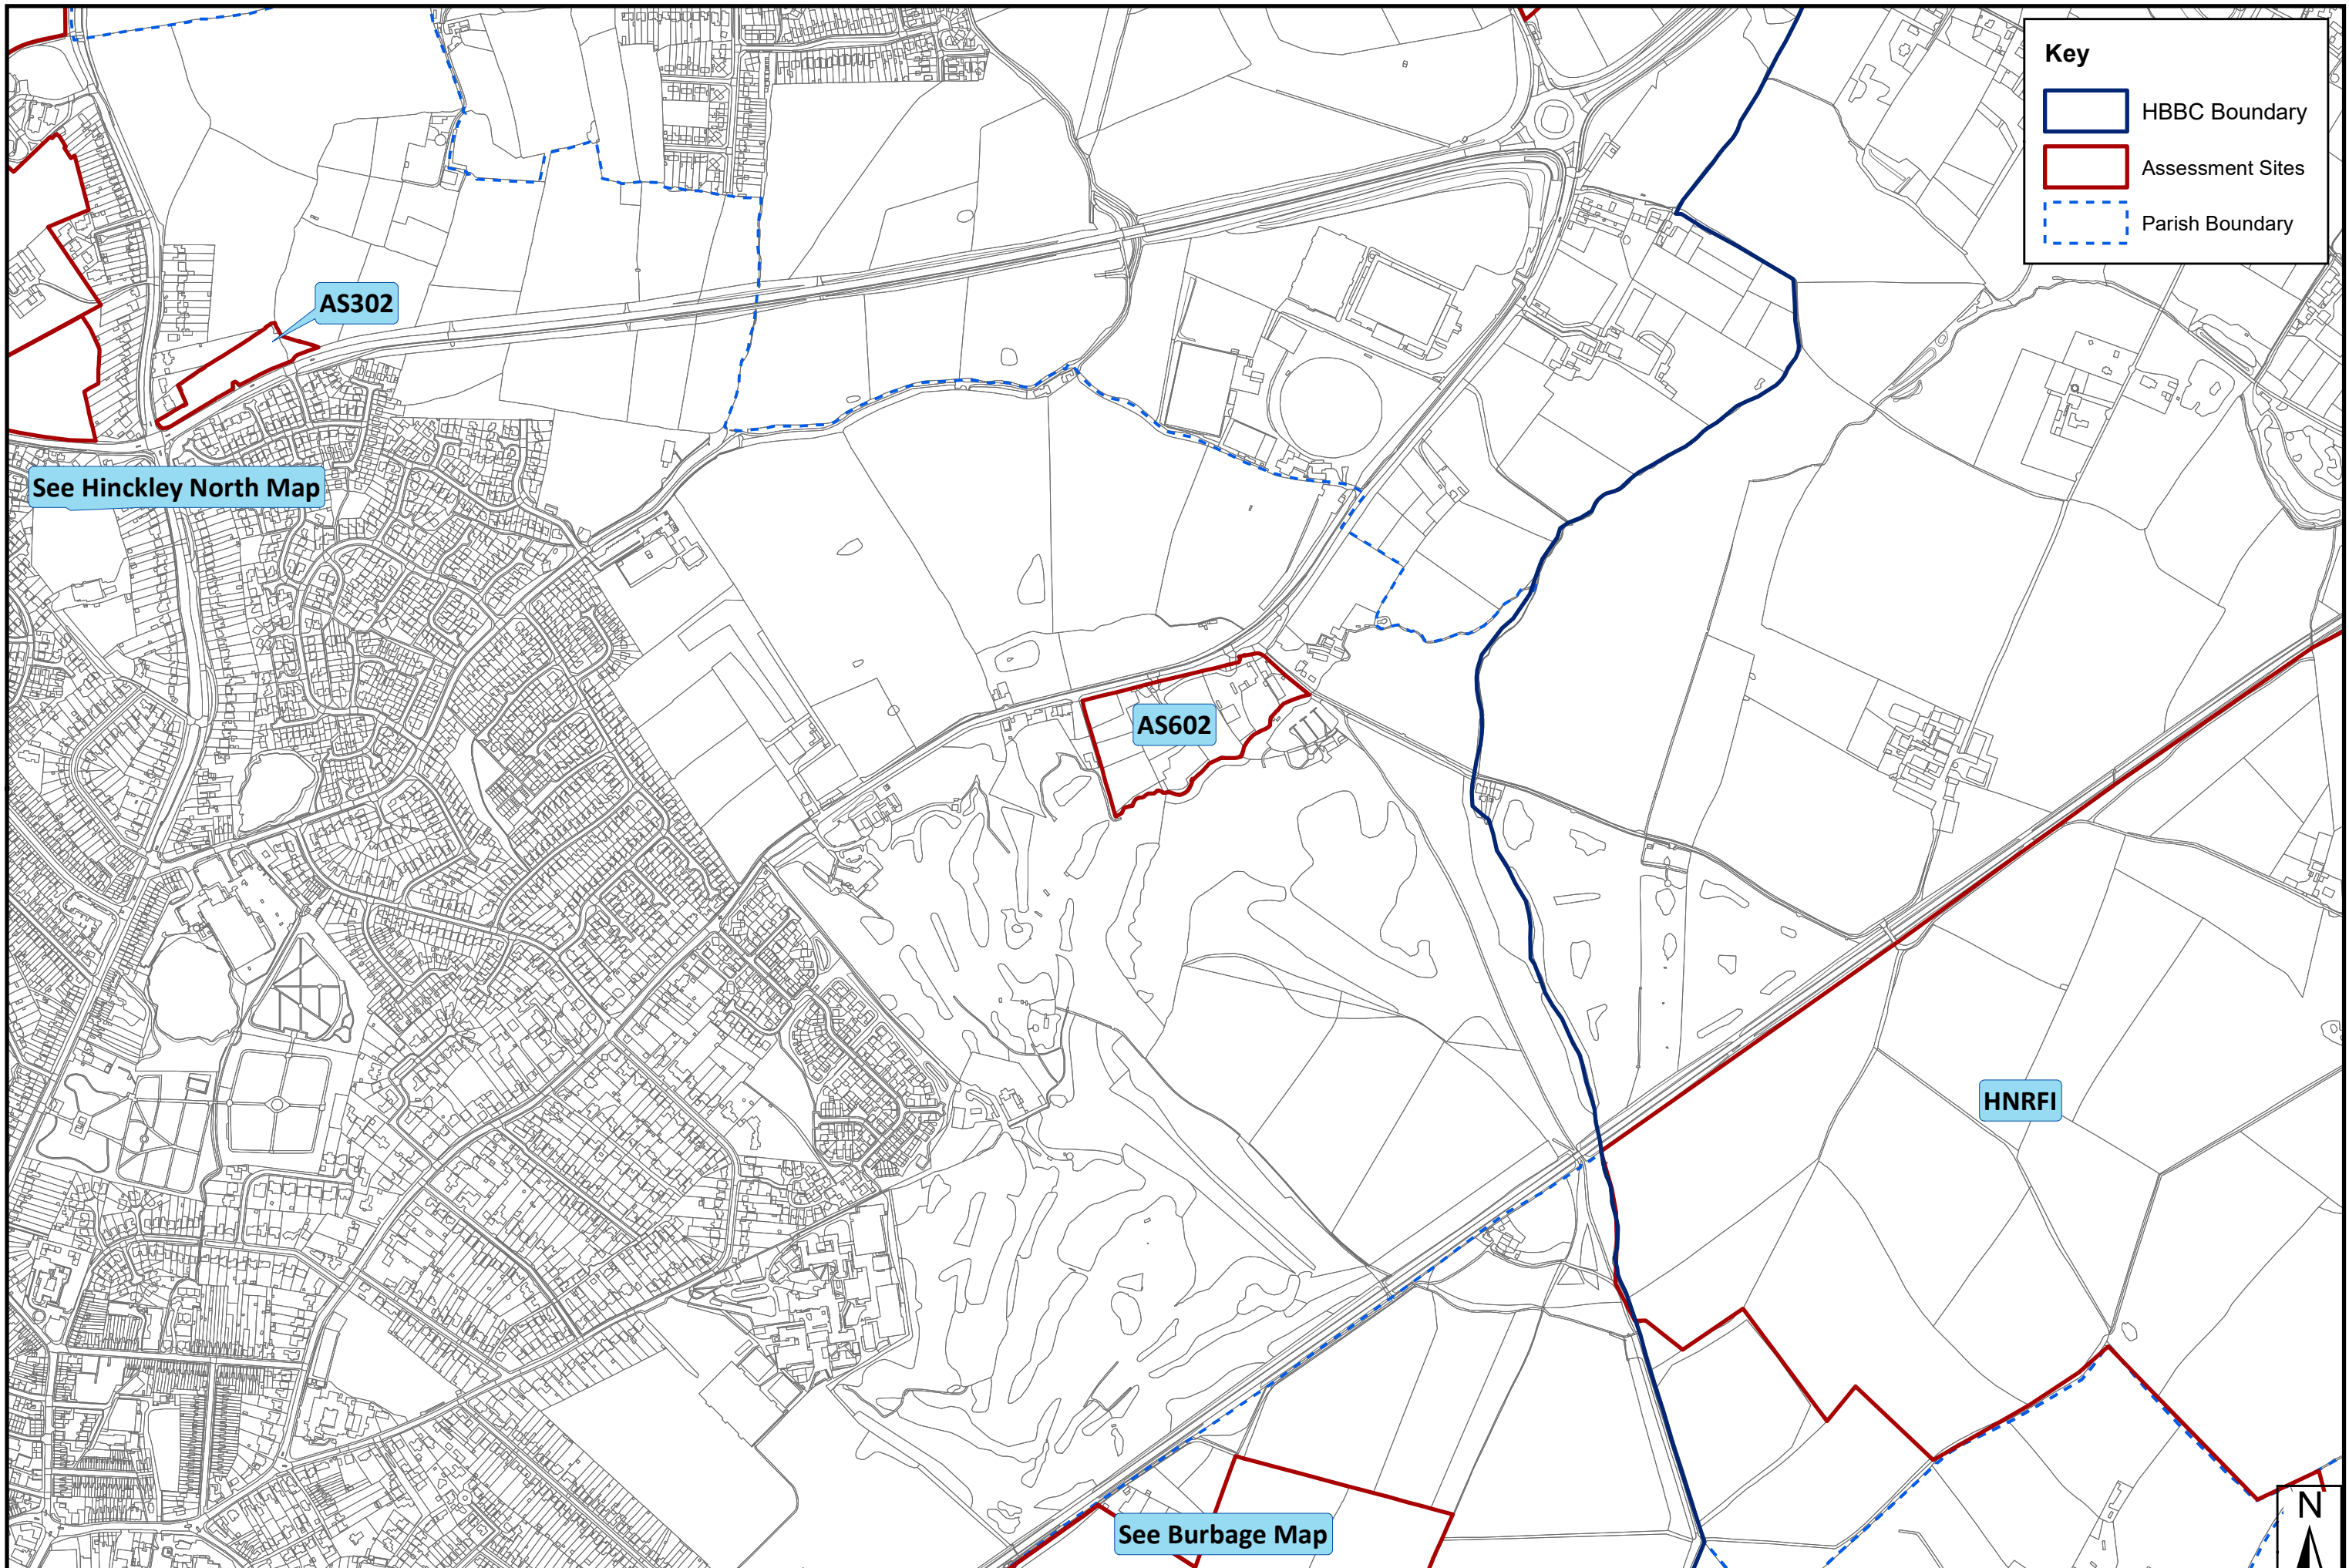 Key
HBBC Boundary
Assessment Sites
Parish Boundary
AS302
See Hinckley North Map
AS602
HNRFI
See Burbage Map
N